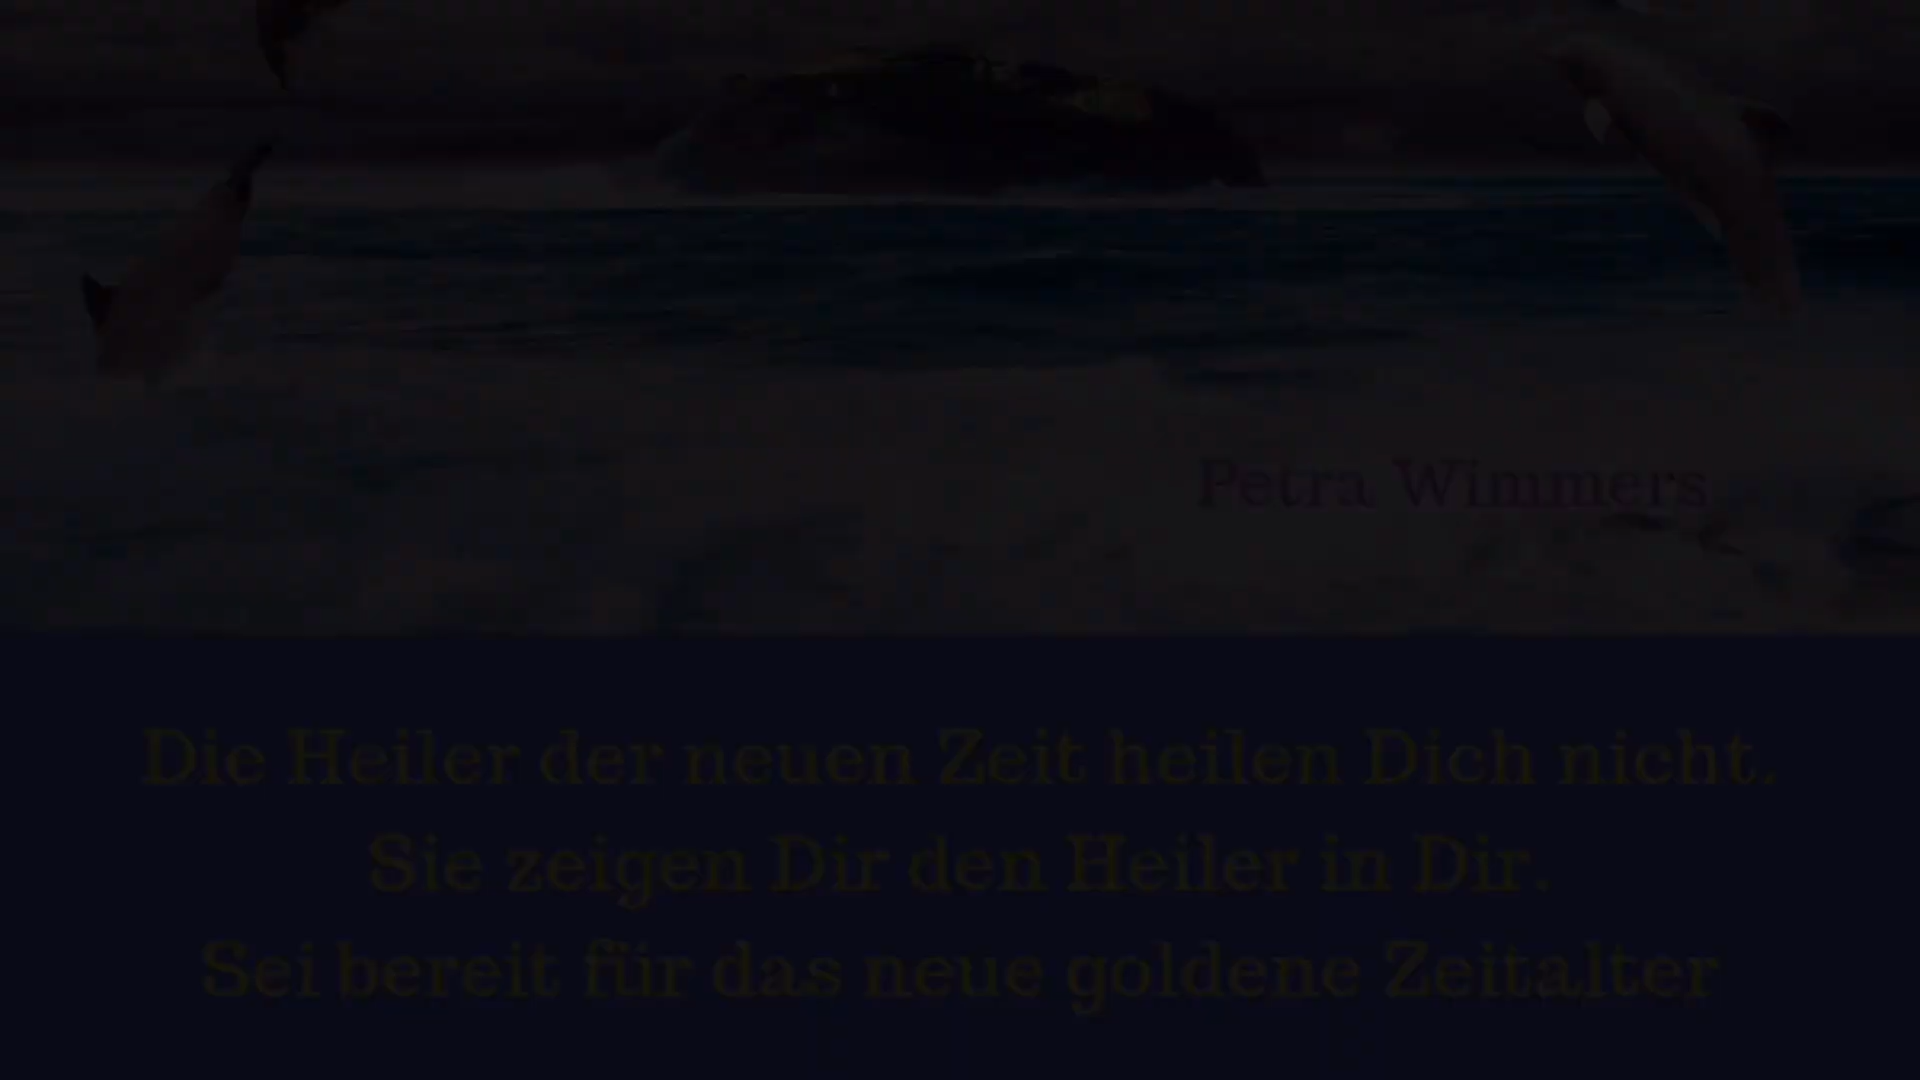 Petra Wimmers
Die Heiler der neuen Zeit heilen Dich nicht.
Sie zeigen Dir den Heiler in Dir.
Sei bereit für das neue goldene Zeitalter